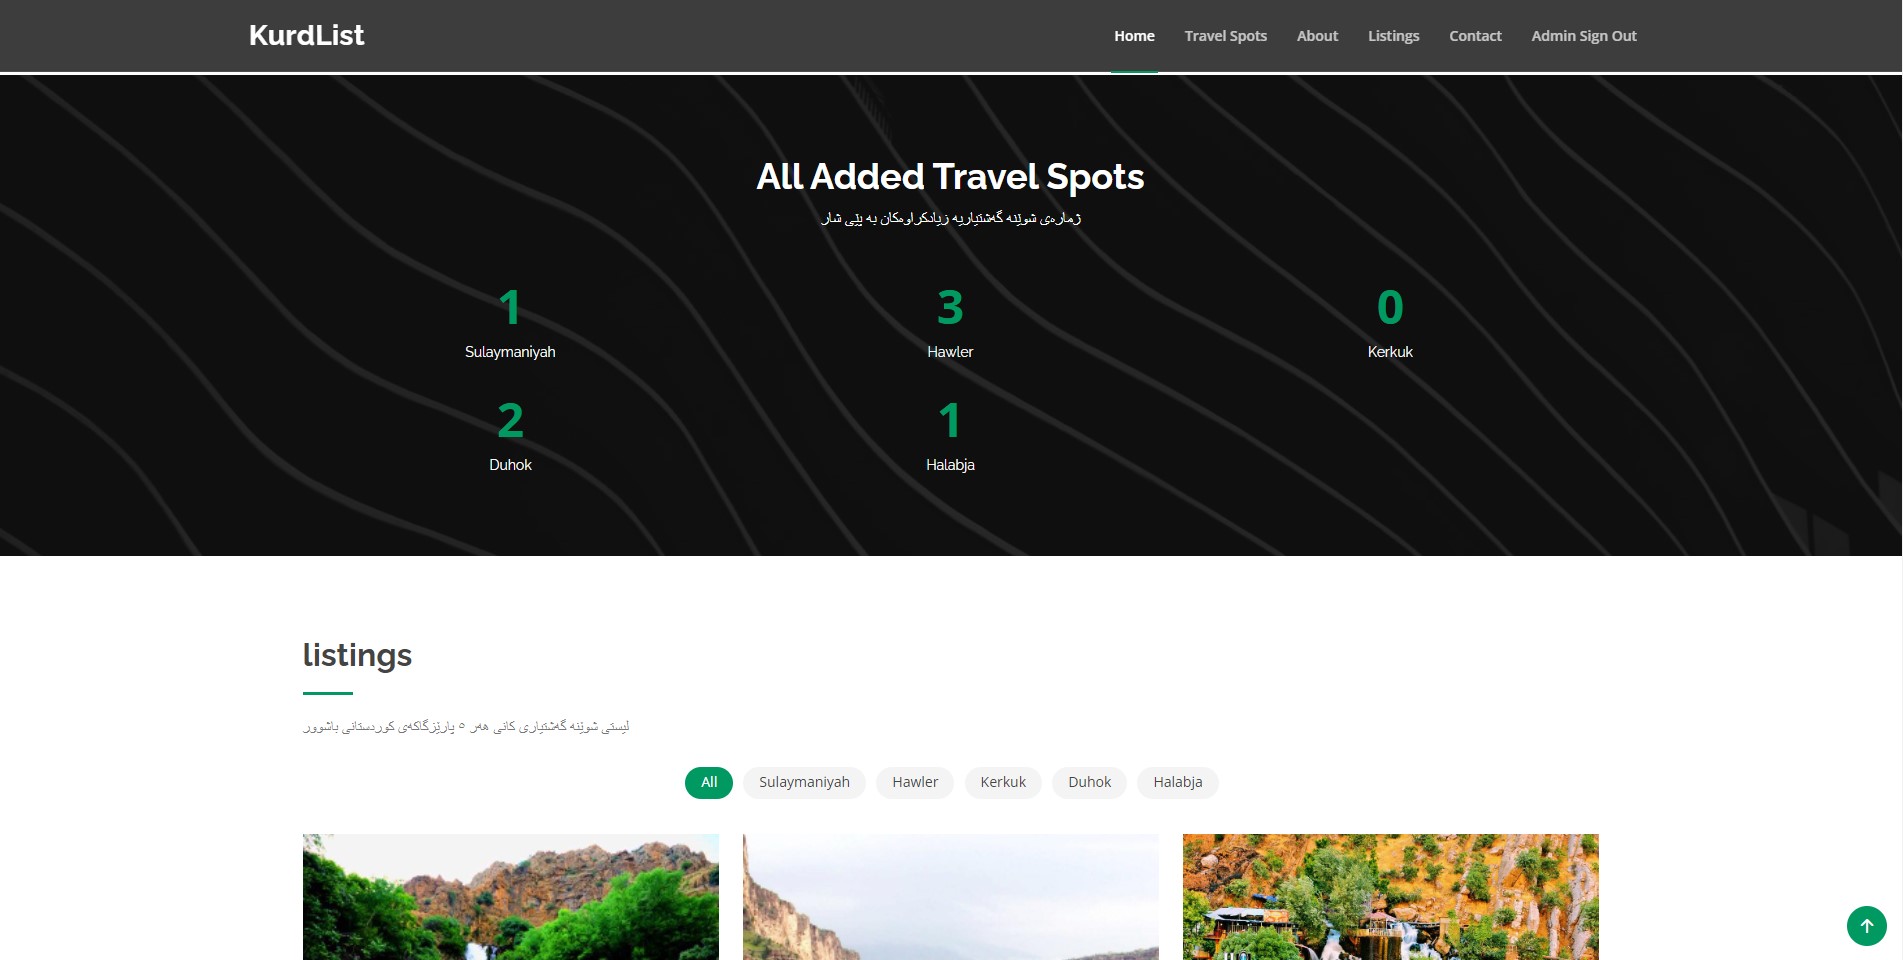 KurdList
Home Travel Spots About Listings Contact Admin Sign Out
All Added Travel Spots
ژمارەی شوێنە گەشتیاریە زیادکراوەکان بە پێی شار
1 3 0
Sulaymaniyah Hawler Kerkuk
2 1
Duhok Halabja
listings
لیستی شوێنە گەشتیاری کانی هەر ٥ پارێزگاکەی کوردستانی باشوور
All Sulaymaniyah Hawler Kerkuk Duhok Halabja